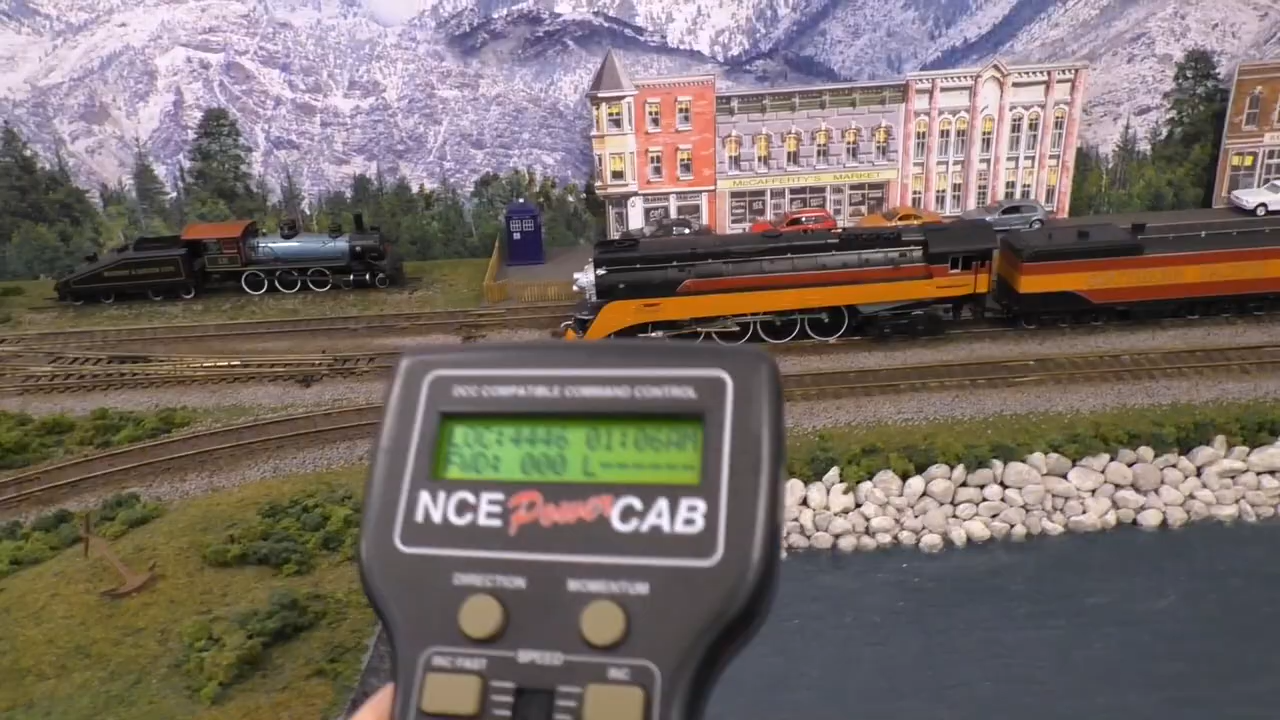 McCAFFERTY'S MARKET
CAFE
DCC COMPATIBLE COMMAND CONTROL
LOC:4446 01:06AM
FWD: 000 L-------
NCE Power CAB
DIRECTION
MOMENTUM
INC FAST
SPEED
INC